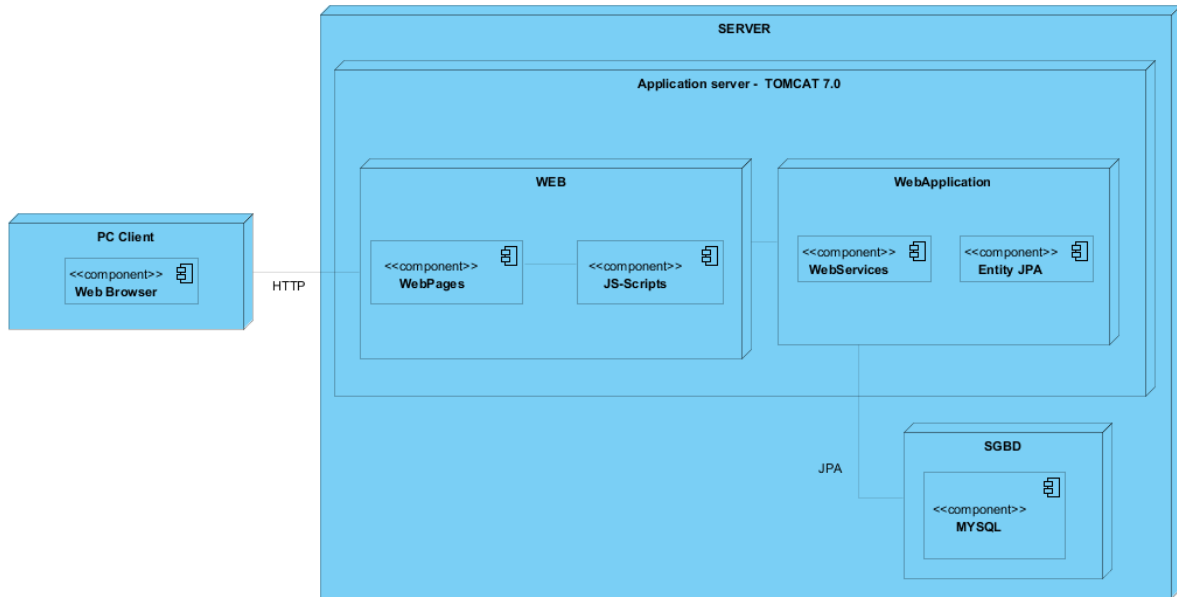 SERVER
Application server -  TOMCAT 7.0
WEB
WebApplication
PC Client
<<component>>
Web Browser
HTTP
<<component>>
WebPages
<<component>>
JS-Scripts
<<component>>
WebServices
<<component>>
Entity JPA
JPA
SGBD
<<component>>
MYSQL